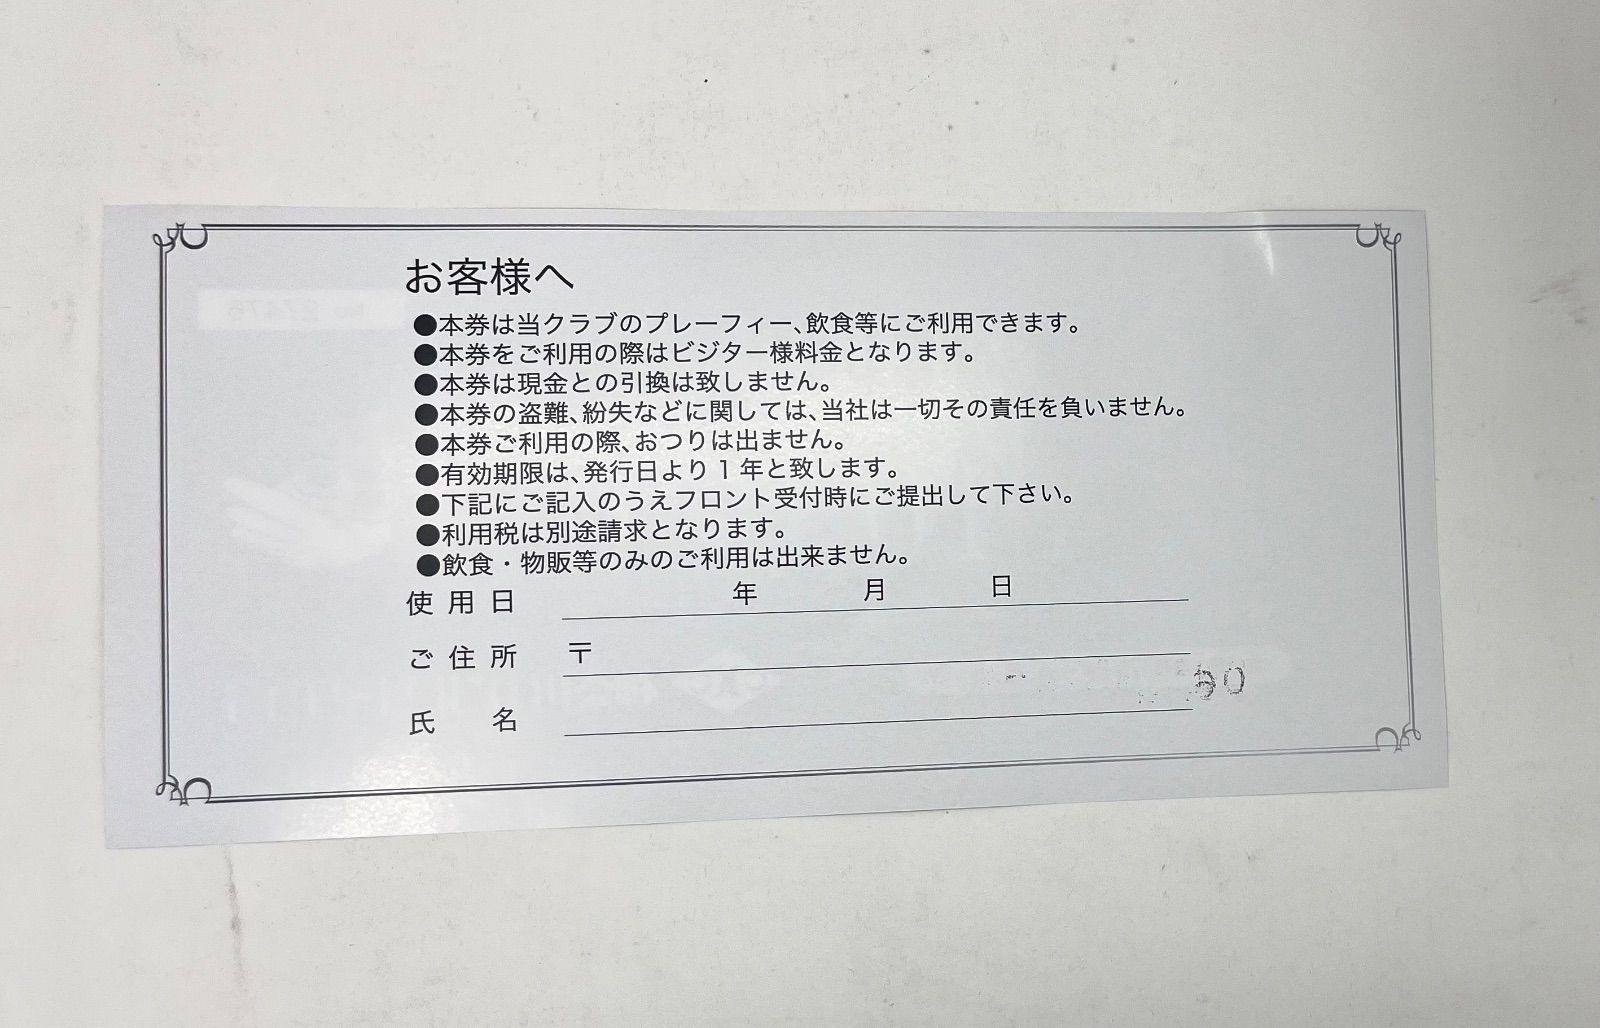 お客様へ
●本券は当クラブのプレーフィー、飲食等にご利用できます。
●本券をご利用の際はビジター様料金となります。
●本券は現金との引換は致しません。
●本券の盗難、紛失などに関しては、当社は一切その責任を負いません。
●本券ご利用の際、おつりは出ません。
●有効期限は、発行日より1年と致します。
●下記にご記入のうえフロント受付時にご提出して下さい。
●利用税は別途請求となります。
●飲食・物販等のみのご利用は出来ません。
使用日 年 月 日
ご住所 〒
氏名